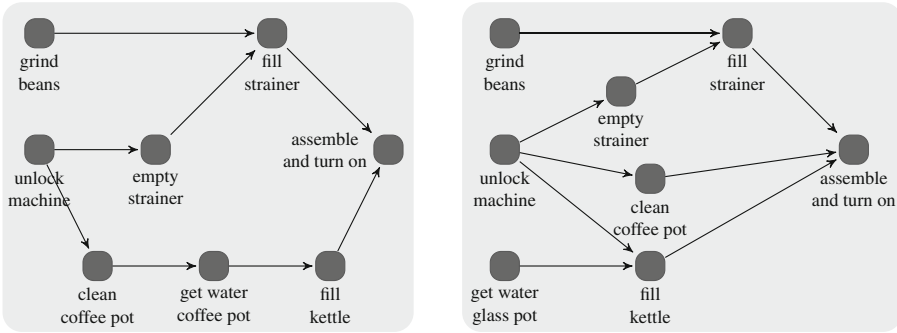 grind
beans
fill
strainer
assemble
and turn on
unlock
machine
empty
strainer
clean
coffee pot
get water
coffee pot
fill
kettle
grind
beans
fill
strainer
empty
strainer
unlock
machine
assemble
and turn on
clean
coffee pot
get water
glass pot
fill
kettle